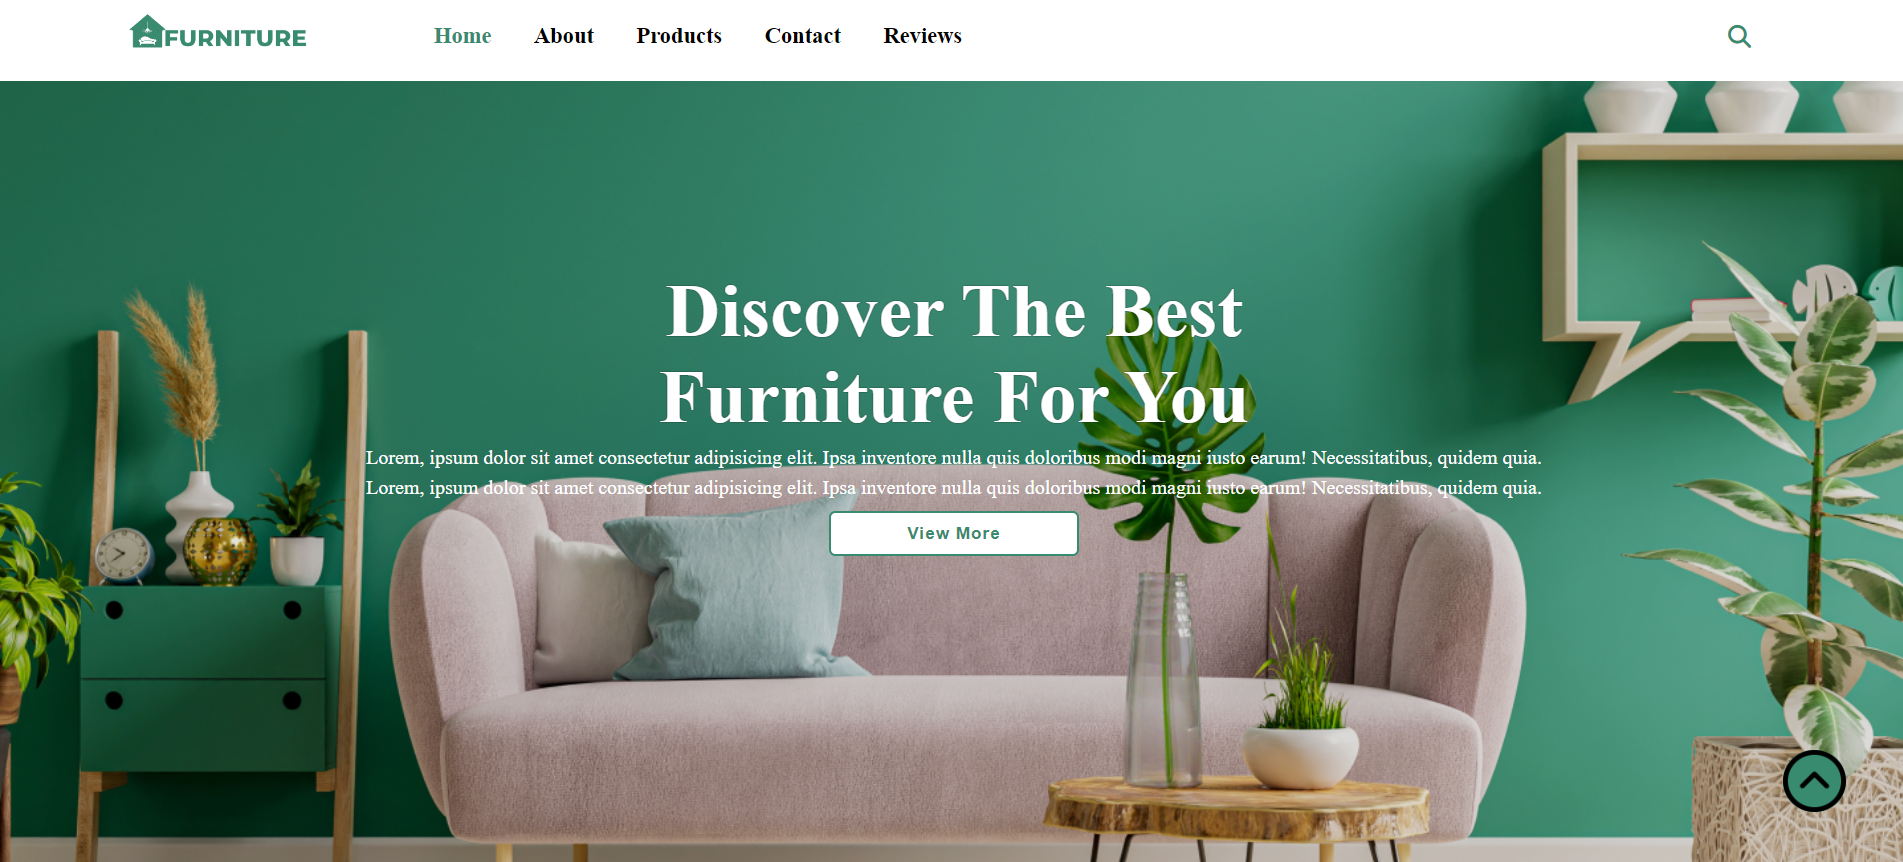 FURNITURE
Home About Products Contact Reviews
Discover The Best
Furniture For You
Lorem, ipsum dolor sit amet consectetur adipisicing elit. Ipsa inventore nulla quis doloribus modi magni iusto earum! Necessitatibus, quidem quia.
Lorem, ipsum dolor sit amet consectetur adipisicing elit. Ipsa inventore nulla quis doloribus modi magni iusto earum! Necessitatibus, quidem quia.
View More